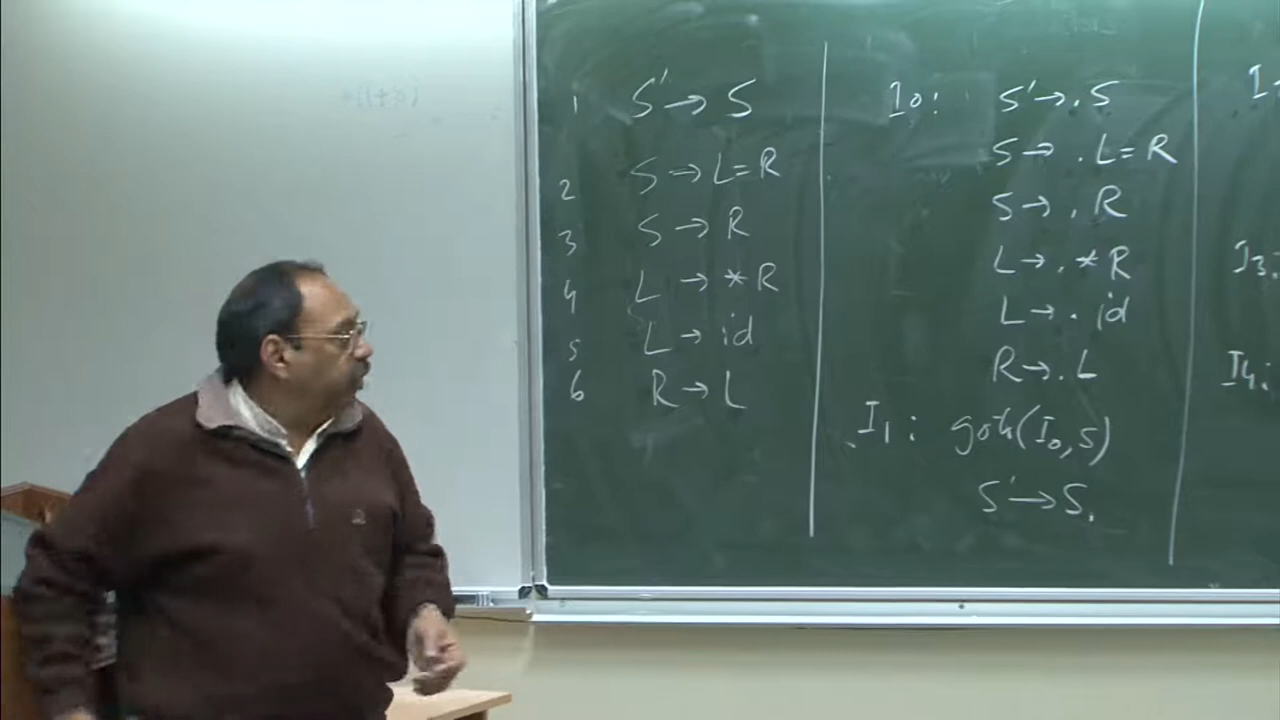 1 S' → S
2 S → L=R
3 S → R
4 L → *R
5 L → id
6 R → L
I0: S' → .S
S → .L=R
S → .R
L → .*R
L → .id
R → .L
I1: goto(I0,S)
S' → S.
I3:
I4: